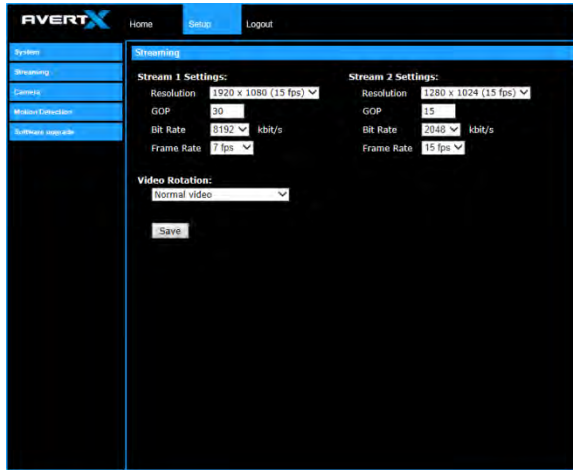 AVERTX
Home Setup Logout
System
Streaming
Camera
Motion Detection
Software upgrade
Streaming
Stream 1 Settings: Stream 2 Settings:
Resolution 1920 x 1080 (15 fps) Resolution 1280 x 1024 (15 fps)
GOP 30 GOP 15
Bit Rate 8192 kbit/s Bit Rate 2048 kbit/s
Frame Rate 7 fps Frame Rate 15 fps
Video Rotation:
Normal video
Save